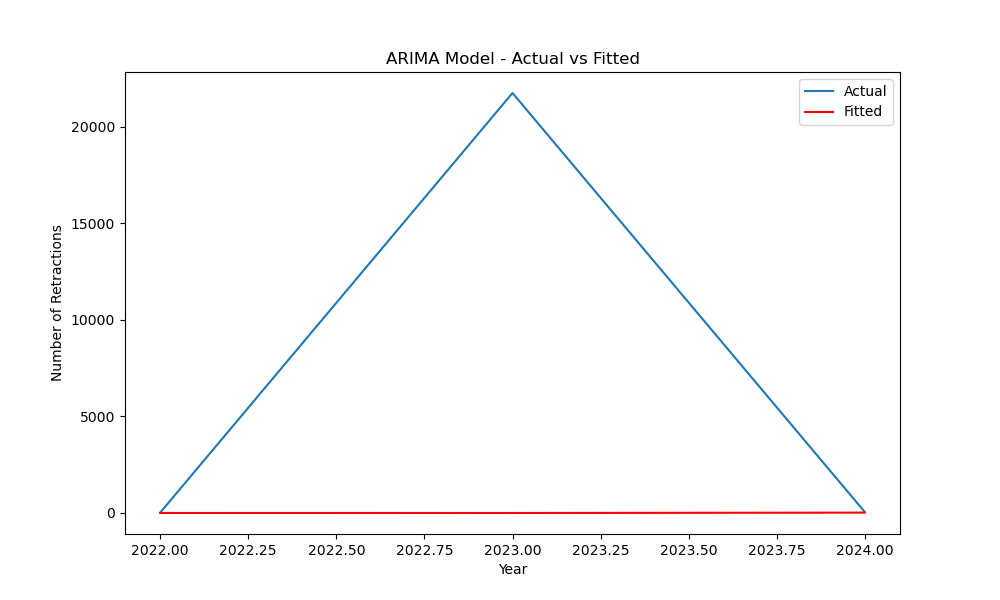 ARIMA Model - Actual vs Fitted
Actual
Fitted
Number of Retractions
20000
15000
10000
5000
0
2022.00 2022.25 2022.50 2022.75 2023.00 2023.25 2023.50 2023.75 2024.00
Year